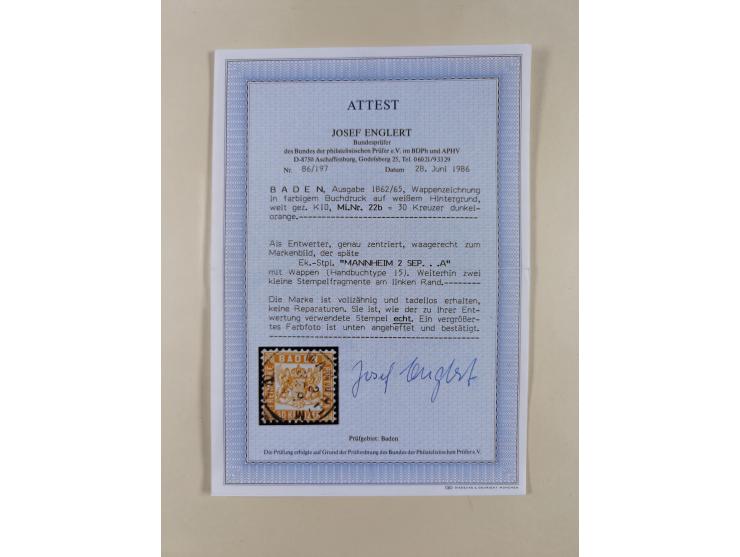 ATTEST
JOSEF ENGLERT
Bundesprüfer
des Bundes der philatelistischen Prüfer e.V. im BDPh und APHV
D-8750 Aschaffenburg, Godelsberg 25, Tel. 06021/93329
Nr. 86/197 Datum 28. Juni 1986
BADEN, Ausgabe 1862/65, Wappenzeichnung
in farbigem Buchdruck auf weißem Hintergrund,
weit gez. K10, Mi.Nr. 22b = 30 Kreuzer dunkel-
orange.
Als Entwerter, genau zentriert, waagerecht zum
Markenbild, der späte
Ek.-Stpl. "MANNHEIM 2 SEP. . .A"
mit Wappen (Handbuchtype 15). Weiterhin zwei
kleine Stempelfragmente am linken Rand.
Die Marke ist vollzähnig und tadellos erhalten,
keine Reparaturen. Sie ist, wie der zu ihrer Ent-
wertung verwendete Stempel echt. Ein vergrößer-
tes Farbfoto ist unten angeheftet und bestätigt.
BADEN
Josef Englert
Prüfgebiet: Baden
Die Prüfung erfolgte auf Grund der Prüfordnung des Bundes der Philatelistischen Prüfer e.V.